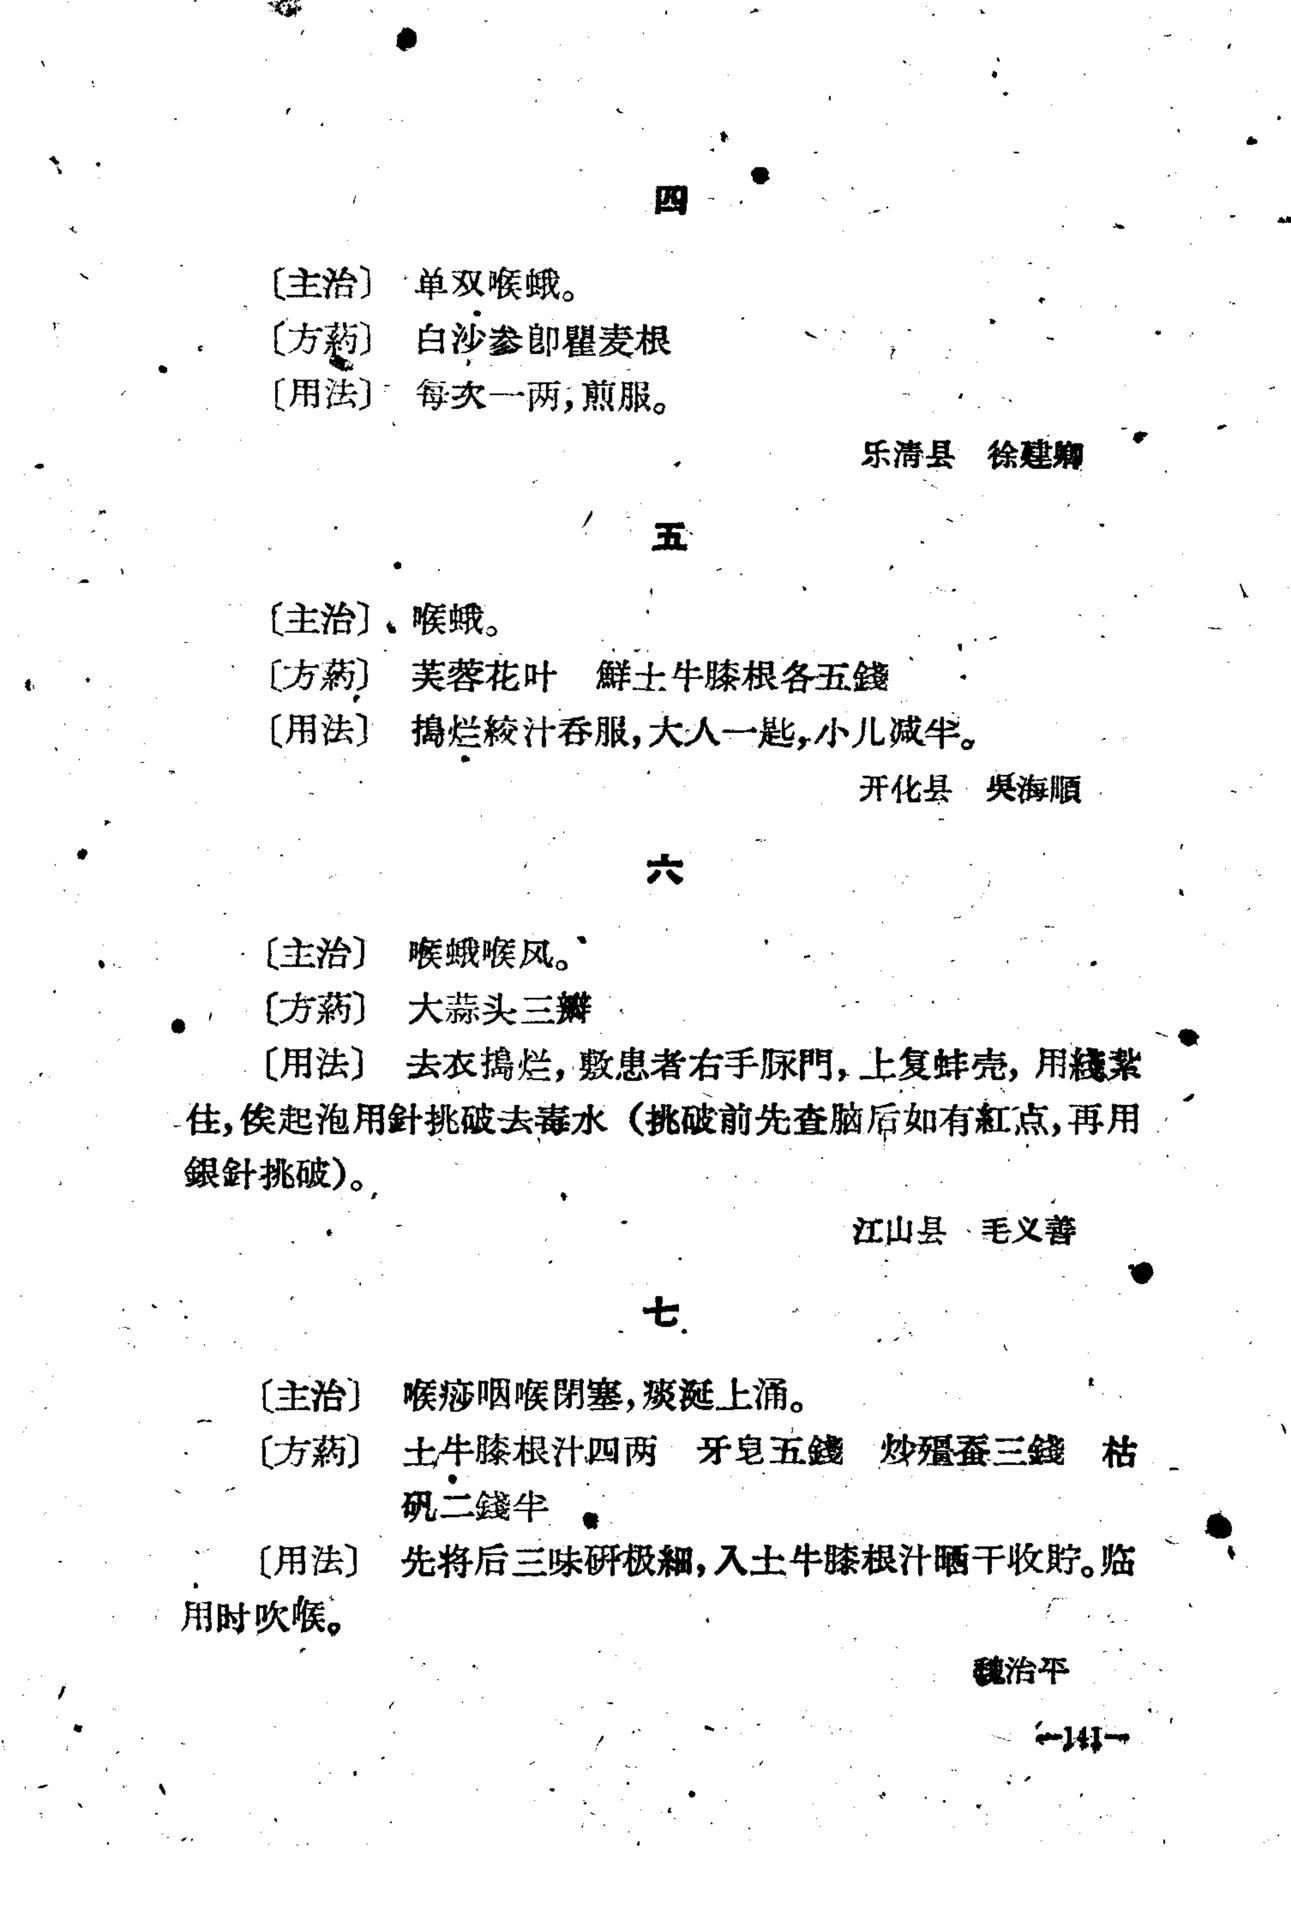 四
〔主治〕 单双喉蛾。
〔方葯〕 白沙参卽瞿麦根
〔用法〕 每次一两，煎服。
乐清县 徐建卿
五
〔主治〕 喉蛾。
〔方葯〕 芙蓉花叶 鮮土牛膝根各五錢
〔用法〕 搗烂絞汁吞服，大人一匙，小儿减半。
开化县 吳海順
六
〔主治〕 喉蛾喉风。
〔方葯〕 大蒜头三瓣
〔用法〕 去衣搗烂，敷患者右手脉門，上复蚌壳，用綫紮
住，俟起泡用針挑破去毒水（挑破前先查脑后如有紅点，再用
銀針挑破）。
江山县 毛义善
七
〔主治〕 喉痧咽喉閉塞，痰涎上涌。
〔方葯〕 土牛膝根汁四两 牙皂五錢 炒殭蚕三錢 枯
矾二錢半
〔用法〕 先将后三味研极細，入土牛膝根汁晒干收貯。临
用时吹喉。
魏治平
—141—